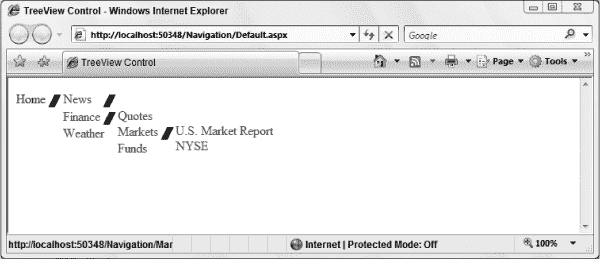 TreeView Control - Windows Internet Explorer
http://localhost:50348/Navigation/Default.aspx
Google
TreeView Control
Page
Tools
Home News
Finance Quotes
Weather Markets U.S. Market Report
Funds NYSE
http://localhost:50348/Navigation/Mar
Internet | Protected Mode: Off
100%